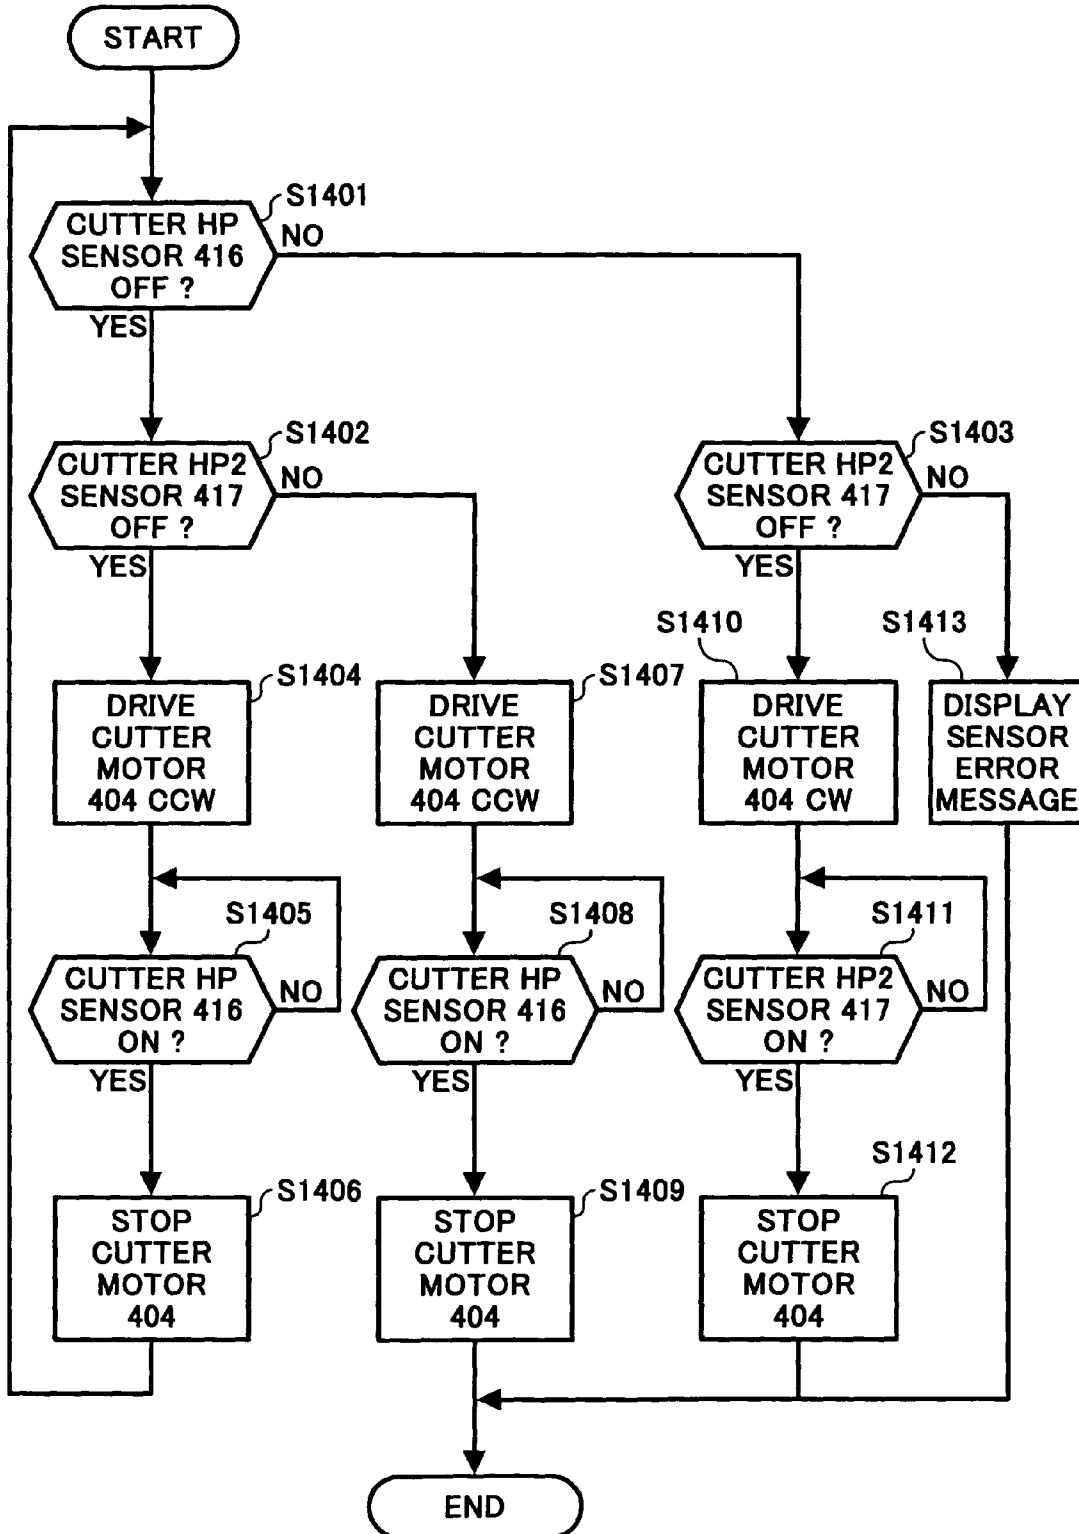 START
S1401
CUTTER HP
SENSOR 416
OFF ?
NO
YES
S1402
CUTTER HP2
SENSOR 417
OFF ?
NO
YES
S1403
CUTTER HP2
SENSOR 417
OFF ?
NO
YES
S1404
DRIVE
CUTTER
MOTOR
404 CCW
S1407
DRIVE
CUTTER
MOTOR
404 CCW
S1410
DRIVE
CUTTER
MOTOR
404 CW
S1413
DISPLAY
SENSOR
ERROR
MESSAGE
S1405
CUTTER HP
SENSOR 416
ON ?
NO
YES
S1408
CUTTER HP
SENSOR 416
ON ?
NO
YES
S1411
CUTTER HP2
SENSOR 417
ON ?
NO
YES
S1406
STOP
CUTTER
MOTOR
404
S1409
STOP
CUTTER
MOTOR
404
S1412
STOP
CUTTER
MOTOR
404
END